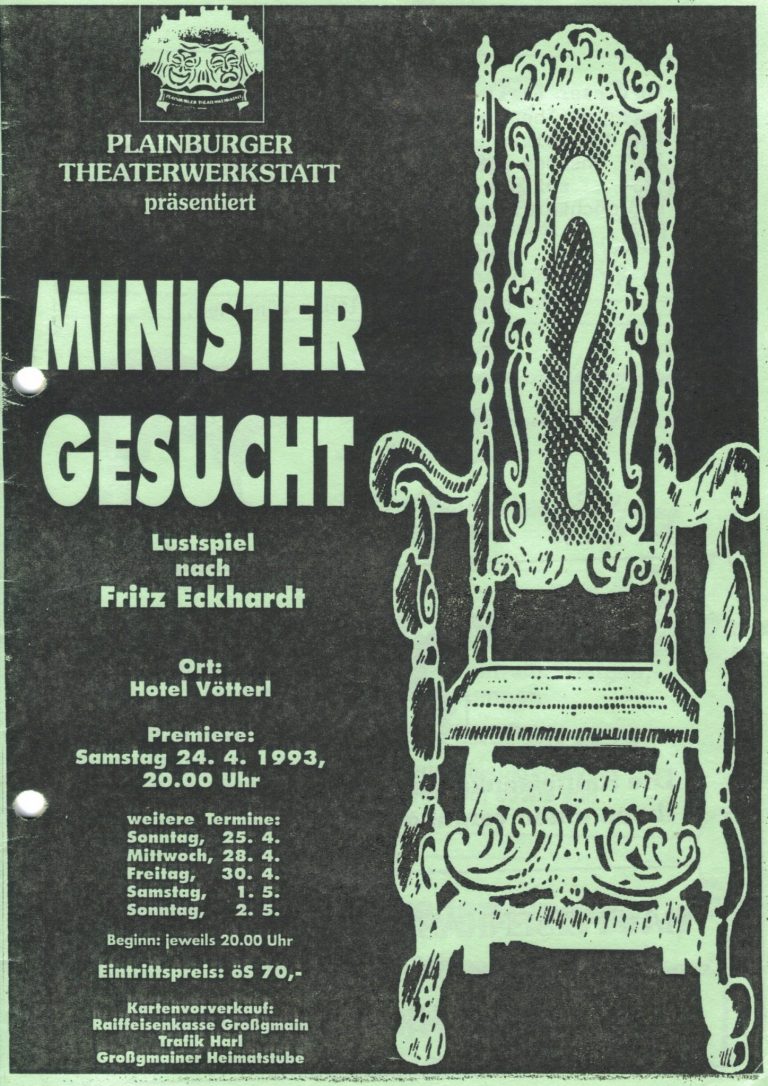 PLAINBURGER THEATERWERKSTATT
PLAINBURGER
THEATERWERKSTATT
präsentiert
MINISTER
GESUCHT
Lustspiel
nach
Fritz Eckhardt
Ort:
Hotel Vötterl
Premiere:
Samstag 24. 4. 1993,
20.00 Uhr
weitere Termine:
Sonntag, 25. 4.
Mittwoch, 28. 4.
Freitag, 30. 4.
Samstag, 1. 5.
Sonntag, 2. 5.
Beginn: jeweils 20.00 Uhr
Eintrittspreis: öS 70,-
Kartenvorverkauf:
Raiffeisenkasse Großgmain
Trafik Harl
Großgmainer Heimatstube
?